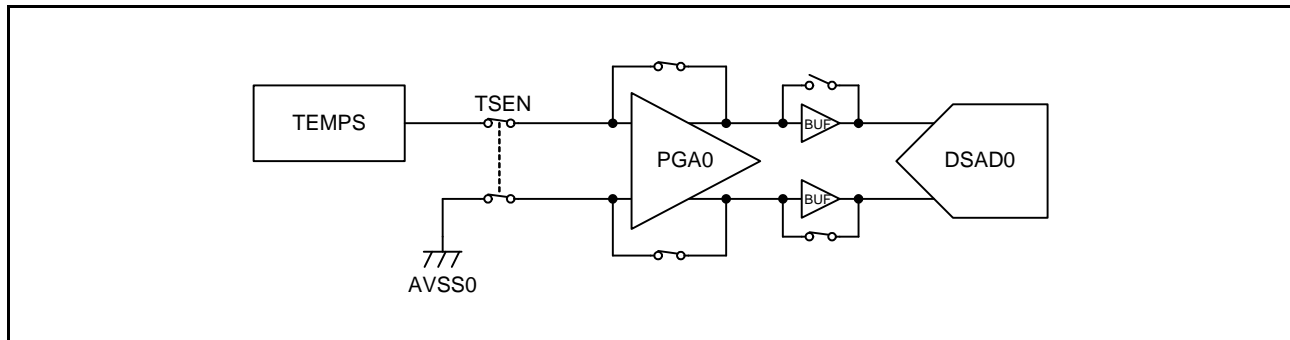 TSEN
TEMPS
BUF
PGA0
DSAD0
BUF
AVSS0